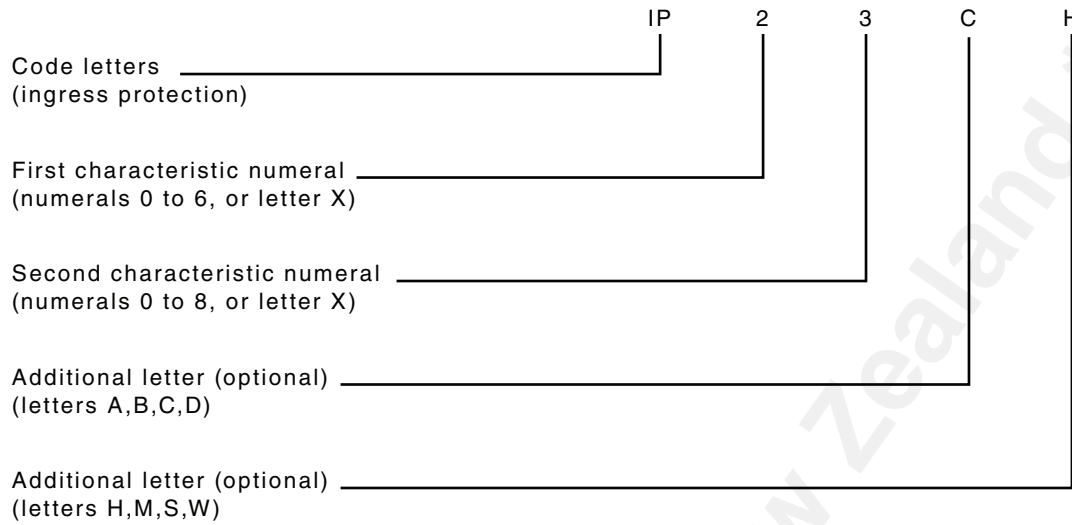 IP 2 3 C H
Code letters
(ingress protection)
First characteristic numeral
(numerals 0 to 6, or letter X)
Second characteristic numeral
(numerals 0 to 8, or letter X)
Additional letter (optional)
(letters A,B,C,D)
Additional letter (optional)
(letters H,M,S,W)
w Zealand